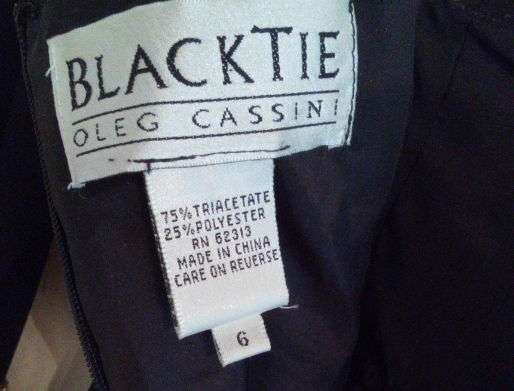 BLACKTIE
OLEG CASSINI
75% TRIACETATE
25% POLYESTER
RN 62313
MADE IN CHINA
CARE ON REVERSE
6